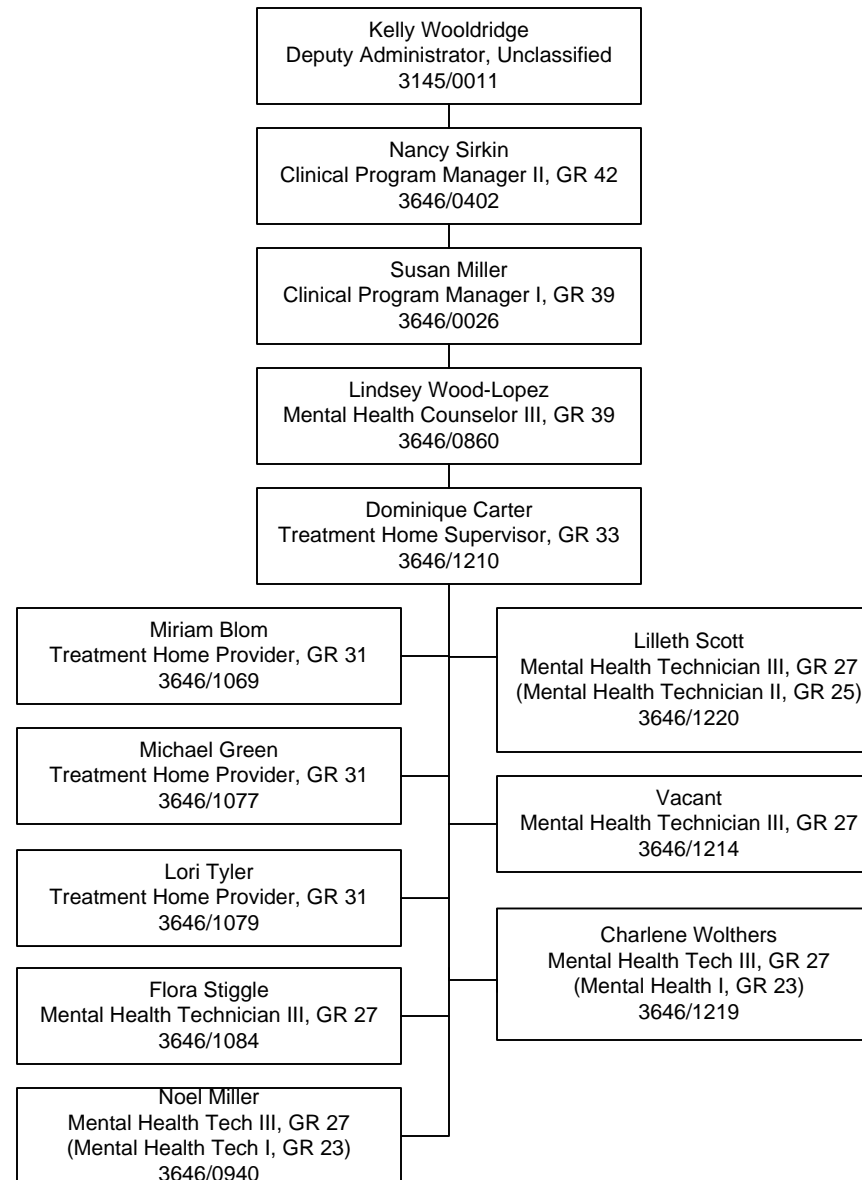 Kelly Wooldridge
Deputy Administrator, Unclassified
3145/0011
Nancy Sirkin
Clinical Program Manager II, GR 42
3646/0402
Susan Miller
Clinical Program Manager I, GR 39
3646/0026
Lindsey Wood-Lopez
Mental Health Counselor III, GR 39
3646/0860
Dominique Carter
Treatment Home Supervisor, GR 33
3646/1210
Miriam Blom
Treatment Home Provider, GR 31
3646/1069
Michael Green
Treatment Home Provider, GR 31
3646/1077
Lori Tyler
Treatment Home Provider, GR 31
3646/1079
Flora Stiggle
Mental Health Technician III, GR 27
3646/1084
Noel Miller
Mental Health Tech III, GR 27
(Mental Health Tech I, GR 23)
3646/0940
Lilleth Scott
Mental Health Technician III, GR 27
(Mental Health Technician II, GR 25)
3646/1220
Vacant
Mental Health Technician III, GR 27
3646/1214
Charlene Wolthers
Mental Health Tech III, GR 27
(Mental Health I, GR 23)
3646/1219